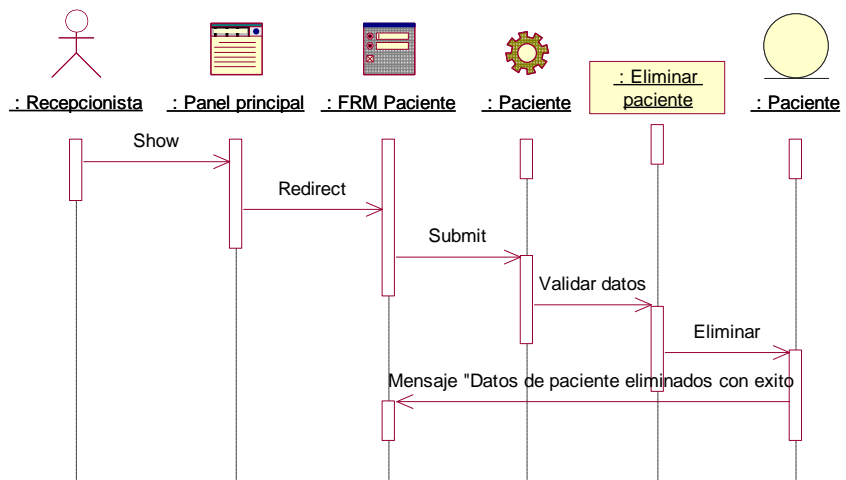 : Recepcionista
: Panel principal
: FRM Paciente
: Paciente
: Eliminar
paciente
: Paciente
Show
Redirect
Submit
Validar datos
Eliminar
Mensaje "Datos de paciente eliminados con exito